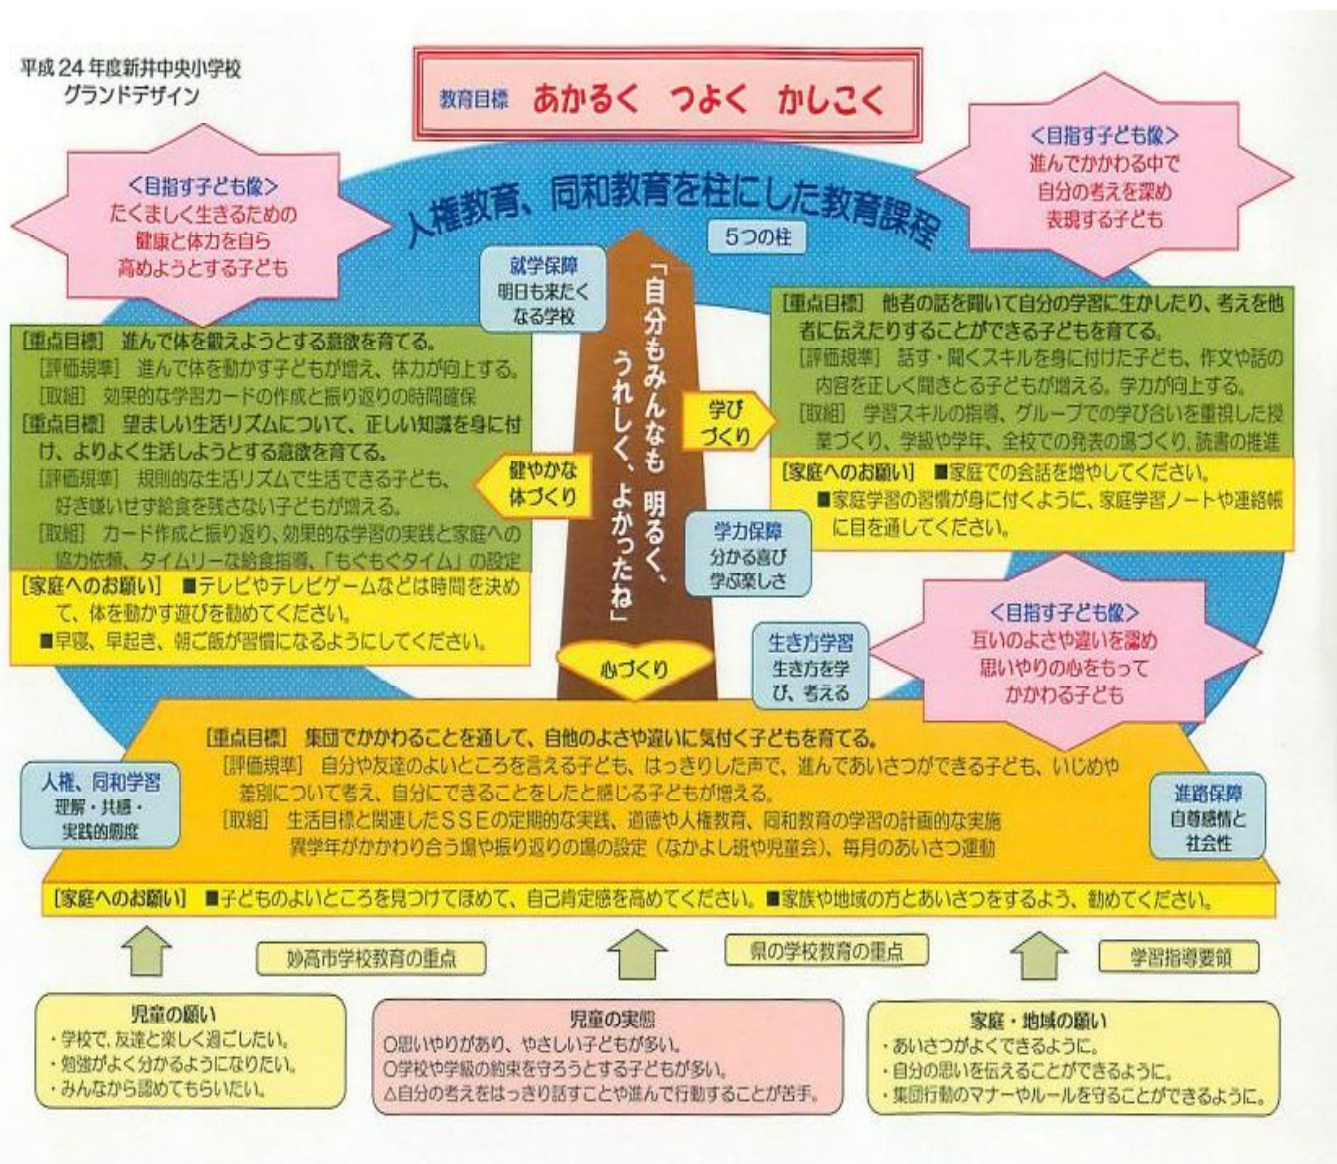 平成24年度新井中央小学校
グランドデザイン
教育目標 あかるく つよく かしこく
<目指す子ども像>
たくましく生きるための
健康と体力を自ら
高めようとする子ども
<目指す子ども像>
進んでかかわる中で
自分の考えを深め
表現する子ども
人権教育、同和教育を柱にした教育課程
5つの柱
就学保障
明日も来たく
なる学校
「自分もみんなも 明るく、
うれしく、よかったね」
[重点目標] 進んで体を鍛えようとする意欲を育てる。
[評価規準] 進んで体を動かす子どもが増え、体力が向上する。
[取組] 効果的な学習カードの作成と振り返りの時間確保
[重点目標] 望ましい生活リズムについて、正しい知識を身に付
け、よりよく生活しようとする意欲を育てる。
[評価規準] 規則的な生活リズムで生活できる子ども、
好き嫌いせず給食を残さない子どもが増える。
[取組] カード作成と振り返り、効果的な学習の実践と家庭への
協力依頼、タイムリーな給食指導、「もぐもぐタイム」の設定
[家庭へのお願い] ■テレビやテレビゲームなどは時間を決め
て、体を動かす遊びを勧めてください。
■早寝、早起き、朝ご飯が習慣になるようにしてください。
健やかな
体づくり
学び
づくり
[重点目標] 他者の話を聞いて自分の学習に生かしたり、考えを他
者に伝えたりすることができる子どもを育てる。
[評価規準] 話す・聞くスキルを身に付けた子ども、作文や話の
内容を正しく聞きとる子どもが増える。学力が向上する。
[取組] 学習スキルの指導、グループでの学び合いを重視した授
業づくり、学級や学年、全校での発表の場づくり、読書の推進
[家庭へのお願い] ■家庭での会話を増やしてください。
■家庭学習の習慣が身に付くように、家庭学習ノートや連絡帳
に目を通してください。
学力保障
分かる喜び
学ぶ楽しさ
心づくり
生き方学習
生き方を学
び、考える
<目指す子ども像>
互いのよさや違いを認め
思いやりの心をもって
かかわる子ども
[重点目標] 集団でかかわることを通して、自他のよさや違いに気付く子どもを育てる。
[評価規準] 自分や友達のよいところを言える子ども、はっきりした声で、進んであいさつができる子ども、いじめや
差別について考え、自分にできることをしたと感じる子どもが増える。
[取組] 生活目標と関連したSSEの定期的な実践、道徳や人権教育、同和教育の学習の計画的な実施
異学年がかかわり合う場や振り返りの場の設定（なかよし班や児童会）、毎月のあいさつ運動
人権、同和学習
理解・共感・
実践的態度
進路保障
自尊感情と
社会性
[家庭へのお願い] ■子どものよいところを見つけてほめて、自己肯定感を高めてください。■家族や地域の方とあいさつをするよう、勧めてください。
妙高市学校教育の重点
県の学校教育の重点
学習指導要領
児童の願い
・学校で、友達と楽しく過ごしたい。
・勉強がよく分かるようになりたい。
・みんなから認めてもらいたい。
児童の実態
○思いやりがあり、やさしい子どもが多い。
○学校や学級の約束を守ろうとする子どもが多い。
△自分の考えをはっきり話すことや進んで行動することが苦手。
家庭・地域の願い
・あいさつがよくできるように。
・自分の思いを伝えることができるように。
・集団行動のマナーやルールを守ることができるように。